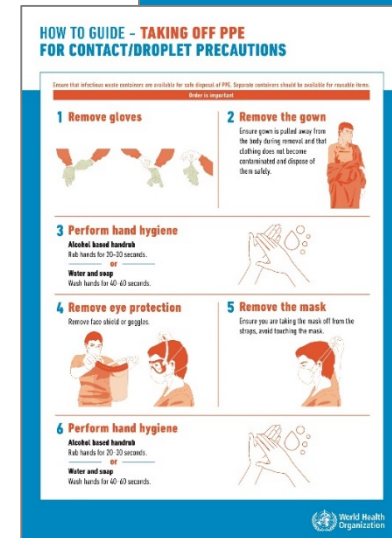 HOW TO GUIDE - TAKING OFF PPE
FOR CONTACT/DROPLET PRECAUTIONS
Ensure that infectious waste containers are available for safe disposal of PPE. Separate containers should be available for reusable items.
Order is important
1 Remove gloves
2 Remove the gown
Ensure gown is pulled away from
the body during removal and that
clothing does not become
contaminated and dispose of
them safely.
3 Perform hand hygiene
Alcohol based handrub
Rub hands for 20-30 seconds.
or
Water and soap
Wash hands for 40-60 seconds.
4 Remove eye protection
Remove face shield or goggles.
5 Remove the mask
Ensure you are taking the mask off from the
straps, avoid touching the mask.
6 Perform hand hygiene
Alcohol based handrub
Rub hands for 20-30 seconds.
or
Water and soap
Wash hands for 40-60 seconds.
World Health
Organization